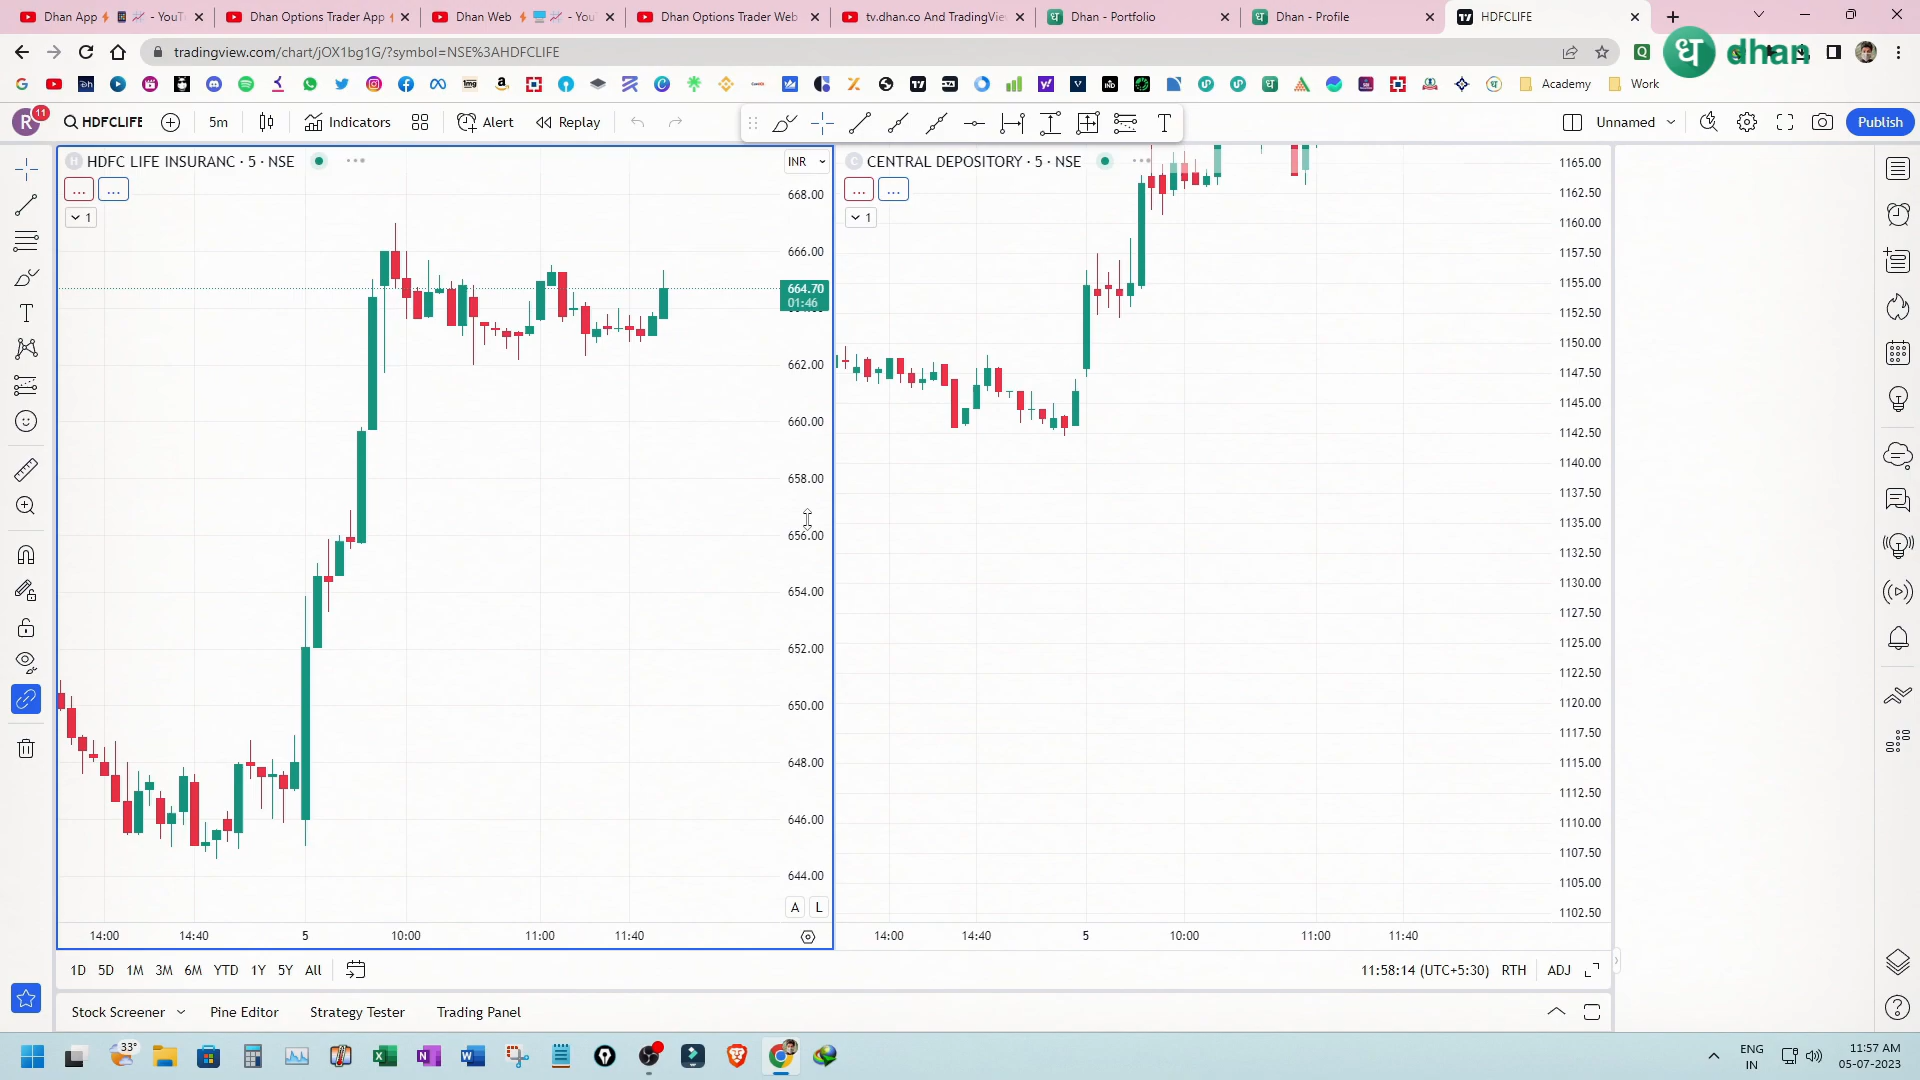 Dhan App - YouT
Dhan Options Trader App
Dhan Web - You
Dhan Options Trader Web
tv.dhan.co And TradingVie
Dhan - Portfolio
Dhan - Profile
HDFCLIFE
tradingview.com/chart/jOX1bg1G/?symbol=NSE%3AHDFCLIFE
ध dhan
Academy
Work
R 11
HDFCLIFE
5m
Indicators
Alert
Replay
Unnamed
Publish
HDFC LIFE INSURANC · 5 · NSE
INR
CENTRAL DEPOSITORY · 5 · NSE
1
1
668.00
666.00
664.70
01:46
662.00
660.00
658.00
656.00
654.00
652.00
650.00
648.00
646.00
644.00
A L
1165.00
1162.50
1160.00
1157.50
1155.00
1152.50
1150.00
1147.50
1145.00
1142.50
1140.00
1137.50
1135.00
1132.50
1130.00
1127.50
1125.00
1122.50
1120.00
1117.50
1115.00
1112.50
1110.00
1107.50
1105.00
1102.50
14:00 14:40 5 10:00 11:00 11:40
14:00 14:40 5 10:00 11:00 11:40
1D 5D 1M 3M 6M YTD 1Y 5Y All
11:58:14 (UTC+5:30) RTH ADJ
Stock Screener Pine Editor Strategy Tester Trading Panel
33°
ENG
IN
11:57 AM
05-07-2023